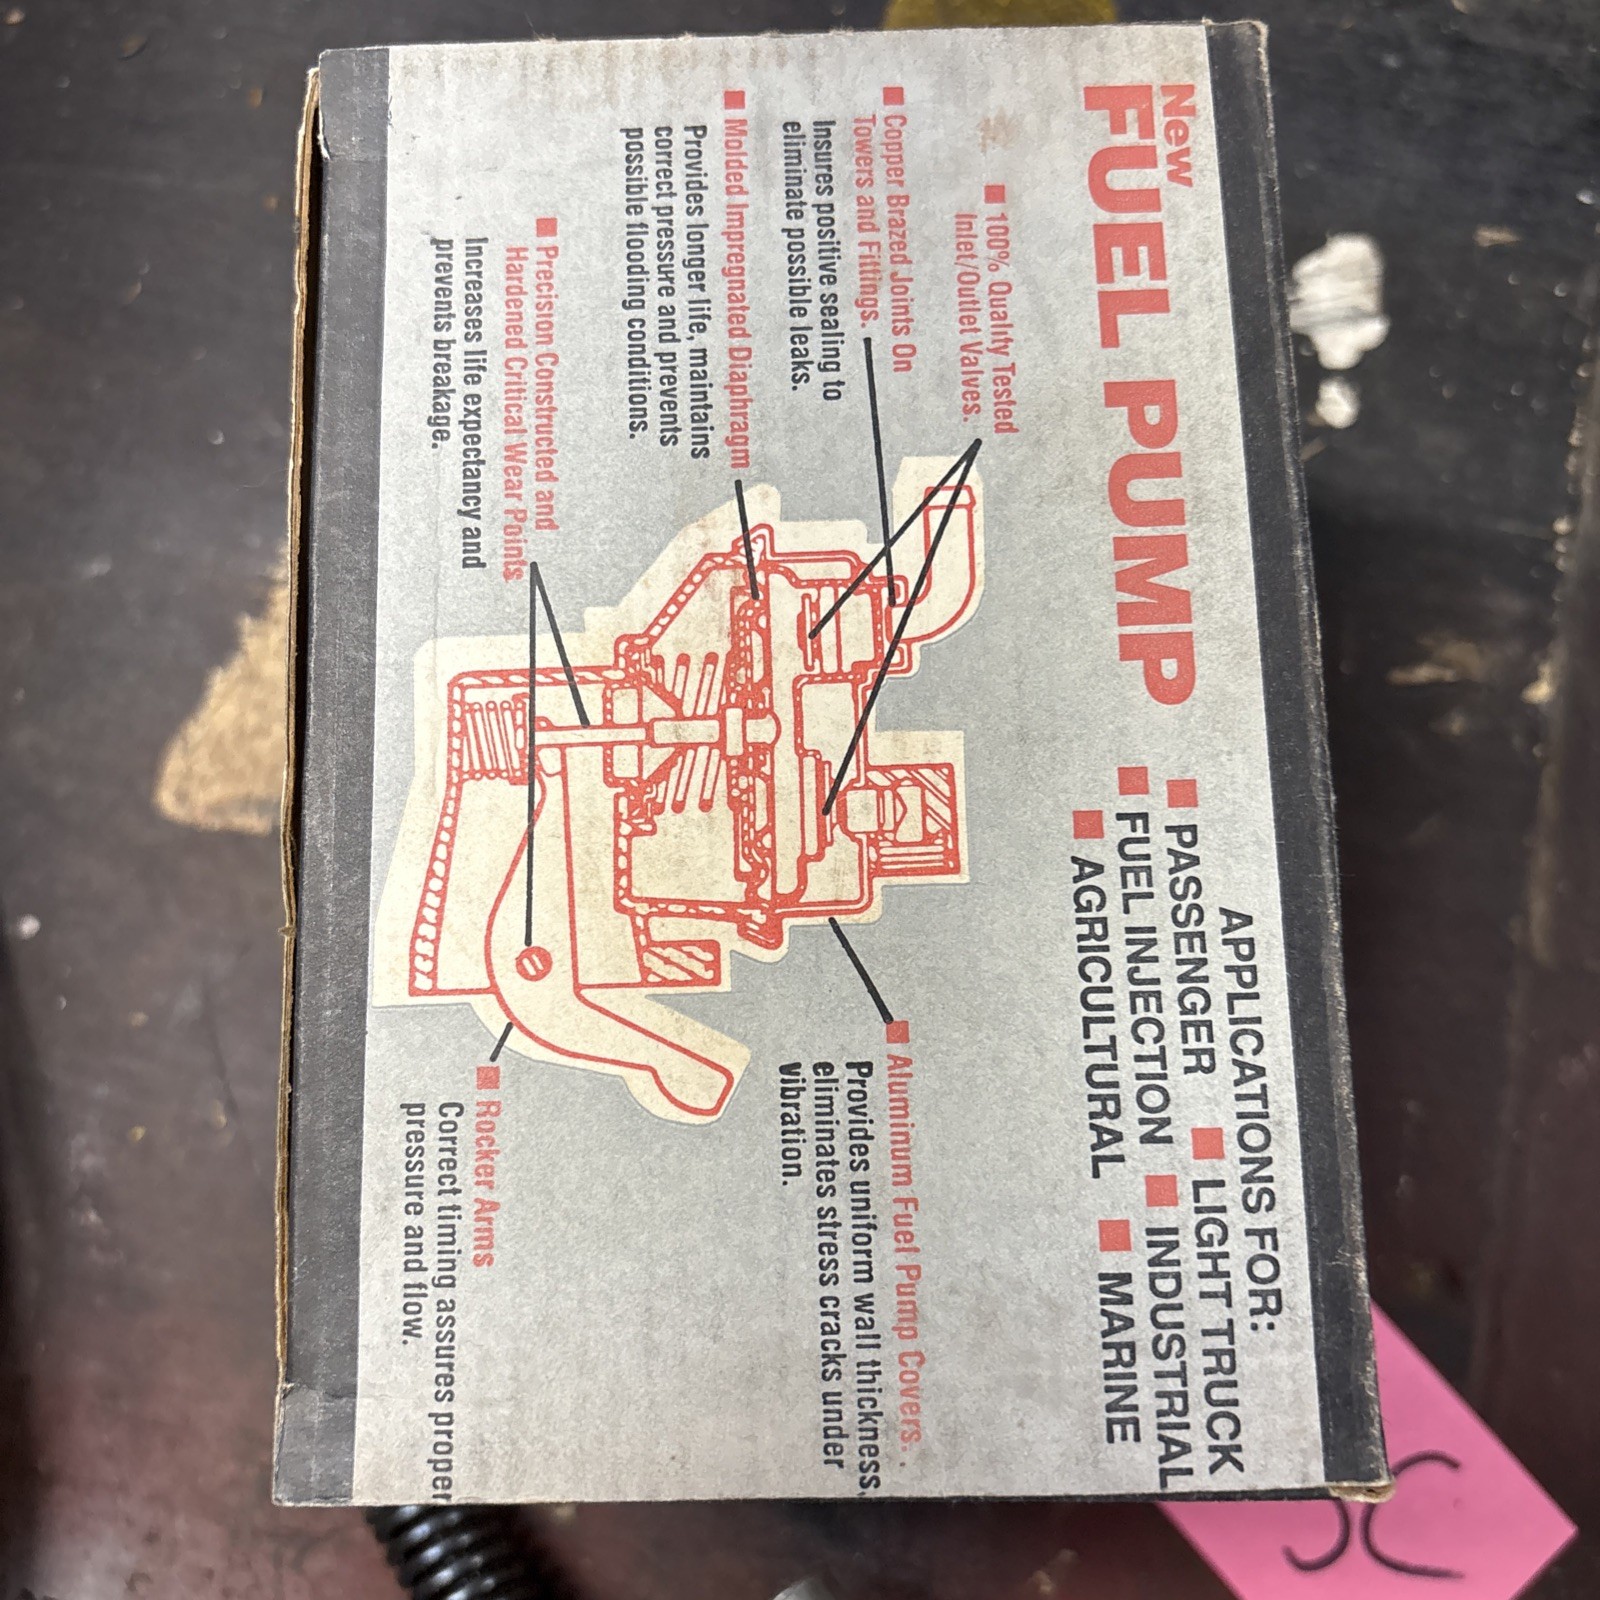 New
FUEL PUMP
APPLICATIONS FOR:
■ PASSENGER ■ LIGHT TRUCK
■ FUEL INJECTION ■ INDUSTRIAL
■ AGRICULTURAL ■ MARINE
■ 100% Quality Tested
Inlet/Outlet Valves.
■ Copper Brazed Joints On
Towers and Fittings.
Insures positive sealing to
eliminate possible leaks.
■ Molded Impregnated Diaphragm
Provides longer life, maintains
correct pressure and prevents
possible flooding conditions.
■ Precision Constructed and
Hardened Critical Wear Points
Increases life expectancy and
prevents breakage.
■ Aluminum Fuel Pump Covers.
Provides uniform wall thickness,
eliminates stress cracks under
vibration.
■ Rocker Arms
Correct timing assures proper
pressure and flow.